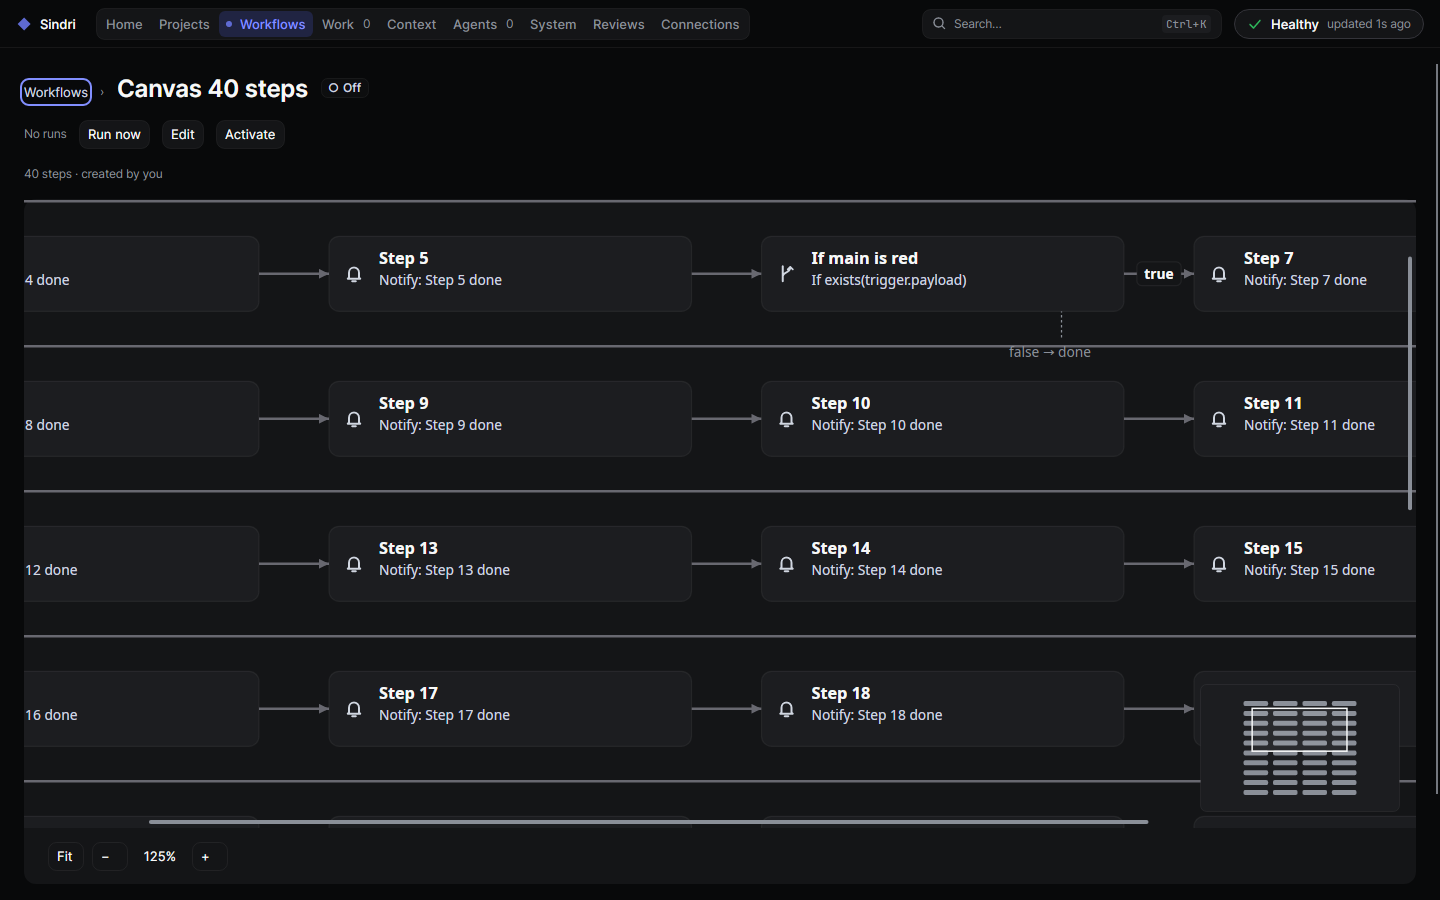 Sindri
Home Projects Workflows Work 0 Context Agents 0 System Reviews Connections
Search... Ctrl+K
Healthy updated 1s ago
Workflows › Canvas 40 steps Off
No runs Run now Edit Activate
40 steps · created by you
4 done
Step 5
Notify: Step 5 done
If main is red
If exists(trigger.payload)
true
Step 7
Notify: Step 7 done
false → done
8 done
Step 9
Notify: Step 9 done
Step 10
Notify: Step 10 done
Step 11
Notify: Step 11 done
12 done
Step 13
Notify: Step 13 done
Step 14
Notify: Step 14 done
Step 15
Notify: Step 15 done
16 done
Step 17
Notify: Step 17 done
Step 18
Notify: Step 18 done
Fit − 125% +